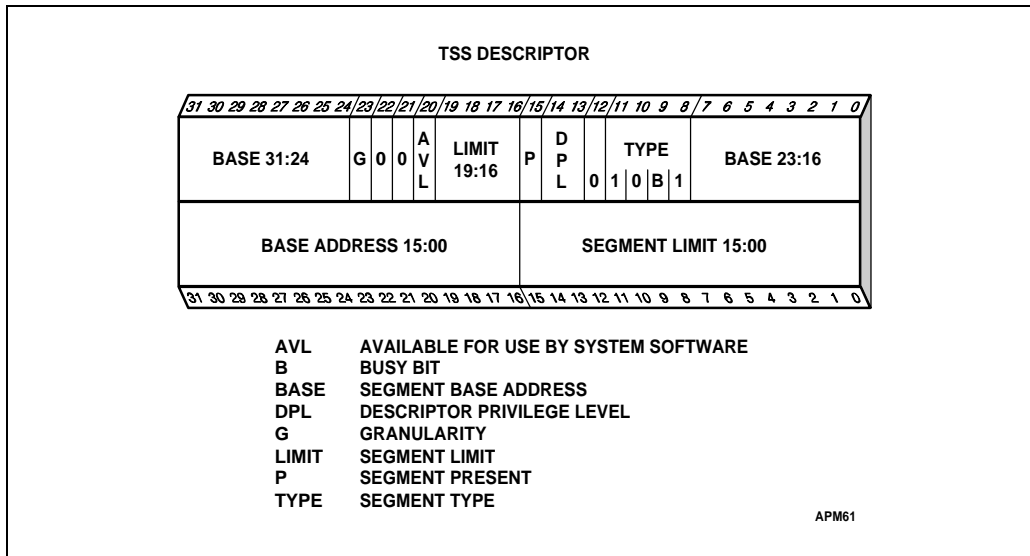 TSS DESCRIPTOR
31 30 29 28 27 26 25 24 23 22 21 20 19 18 17 16 15 14 13 12 11 10 9 8 7 6 5 4 3 2 1 0
BASE 31:24 G 0 0 AVL LIMIT 19:16 P DPL 0 TYPE 1 0 B 1 BASE 23:16
BASE ADDRESS 15:00 SEGMENT LIMIT 15:00
31 30 29 28 27 26 25 24 23 22 21 20 19 18 17 16 15 14 13 12 11 10 9 8 7 6 5 4 3 2 1 0
AVL AVAILABLE FOR USE BY SYSTEM SOFTWARE
B BUSY BIT
BASE SEGMENT BASE ADDRESS
DPL DESCRIPTOR PRIVILEGE LEVEL
G GRANULARITY
LIMIT SEGMENT LIMIT
P SEGMENT PRESENT
TYPE SEGMENT TYPE
APM61